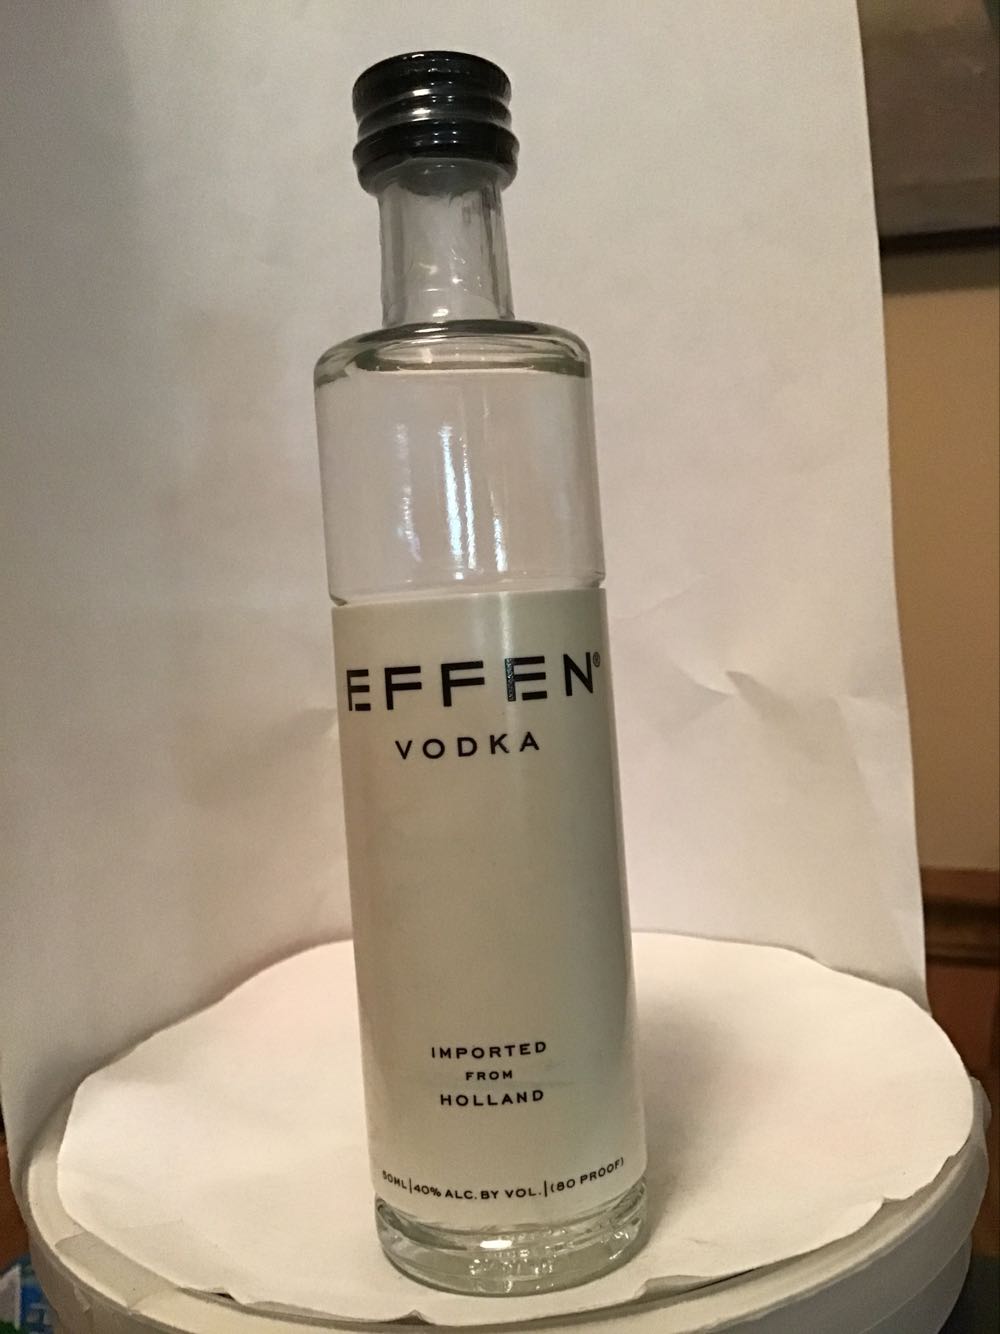 EFFEN®
VODKA
IMPORTED
FROM
HOLLAND
50ML|40% ALC. BY VOL.|(80 PROOF)